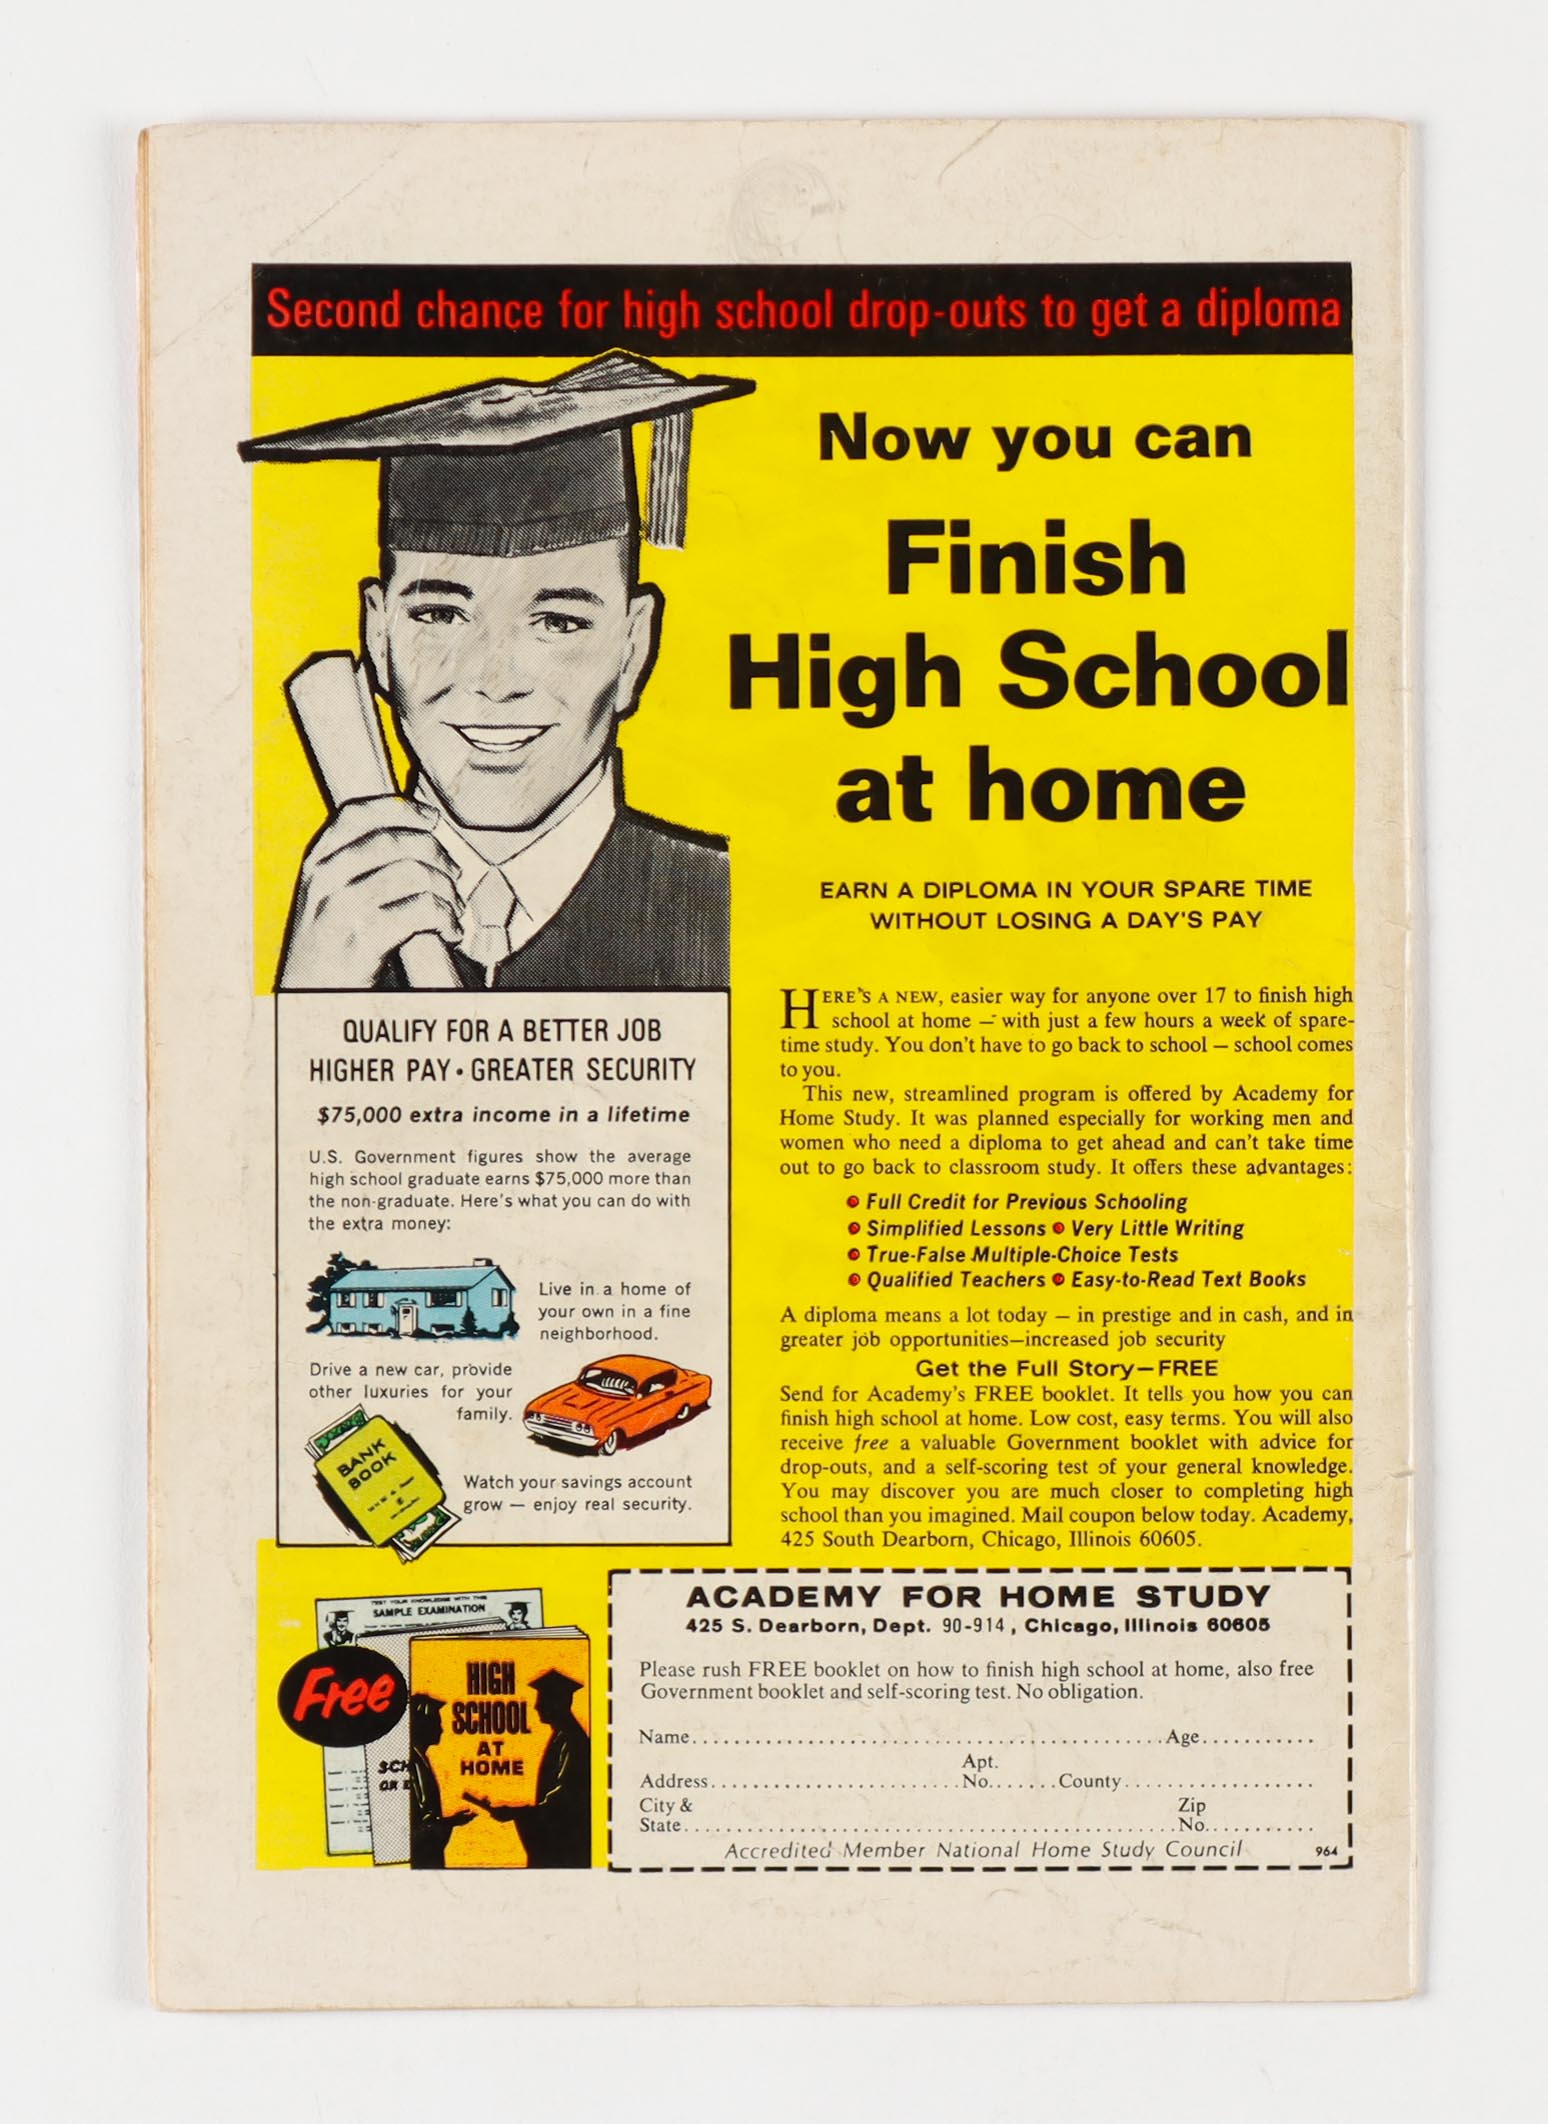 Second chance for high school drop-outs to get a diploma
Now you can
Finish
High School
at home
EARN A DIPLOMA IN YOUR SPARE TIME
WITHOUT LOSING A DAY'S PAY
HERE'S A NEW, easier way for anyone over 17 to finish high
school at home – with just a few hours a week of spare-
time study. You don't have to go back to school – school comes
to you.
This new, streamlined program is offered by Academy for
Home Study. It was planned especially for working men and
women who need a diploma to get ahead and can't take time
out to go back to classroom study. It offers these advantages:
• Full Credit for Previous Schooling
• Simplified Lessons • Very Little Writing
• True-False Multiple-Choice Tests
• Qualified Teachers • Easy-to-Read Text Books
A diploma means a lot today – in prestige and in cash, and in
greater job opportunities—increased job security
Get the Full Story—FREE
Send for Academy's FREE booklet. It tells you how you can
finish high school at home. Low cost, easy terms. You will also
receive free a valuable Government booklet with advice for
drop-outs, and a self-scoring test of your general knowledge.
You may discover you are much closer to completing high
school than you imagined. Mail coupon below today. Academy,
425 South Dearborn, Chicago, Illinois 60605.
QUALIFY FOR A BETTER JOB
HIGHER PAY • GREATER SECURITY
$75,000 extra income in a lifetime
U.S. Government figures show the average
high school graduate earns $75,000 more than
the non-graduate. Here's what you can do with
the extra money:
Live in a home of
your own in a fine
neighborhood.
Drive a new car, provide
other luxuries for your
family.
BANK
BOOK
Watch your savings account
grow — enjoy real security.
TEST YOUR KNOWLEDGE WITH THIS
SAMPLE EXAMINATION
Free
SCH
OR D
HIGH
SCHOOL
AT
HOME
ACADEMY FOR HOME STUDY
425 S. Dearborn, Dept. 90-914, Chicago, Illinois 60605
Please rush FREE booklet on how to finish high school at home, also free
Government booklet and self-scoring test. No obligation.
Name.............................................Age...........
Apt.
Address........................No.......County..................
City & Zip
State...............................................No...........
Accredited Member National Home Study Council 964